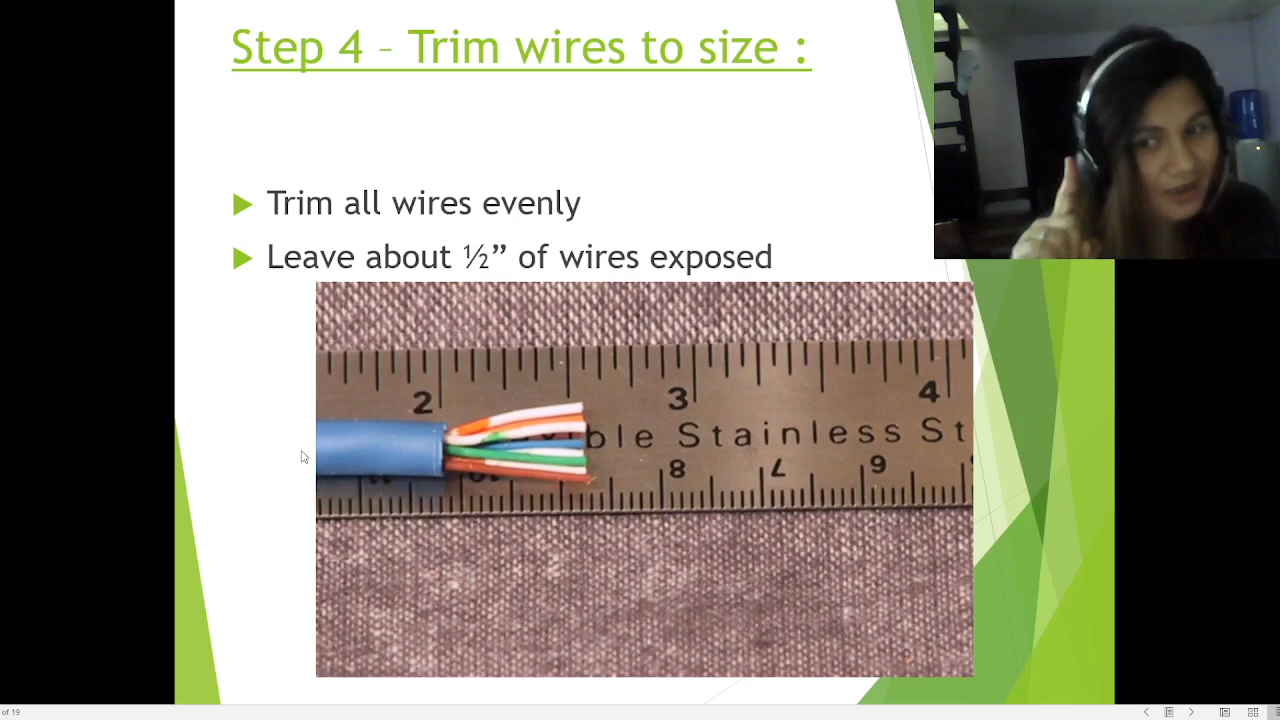 Step 4 – Trim wires to size :
Trim all wires evenly
Leave about ½” of wires exposed
2
3
4
ble Stainless St
8
7
6
of 19